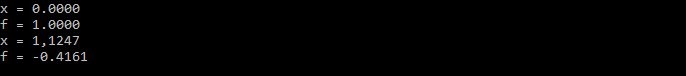 x = 0.0000
f = 1.0000
x = 1,1247
f = -0.4161